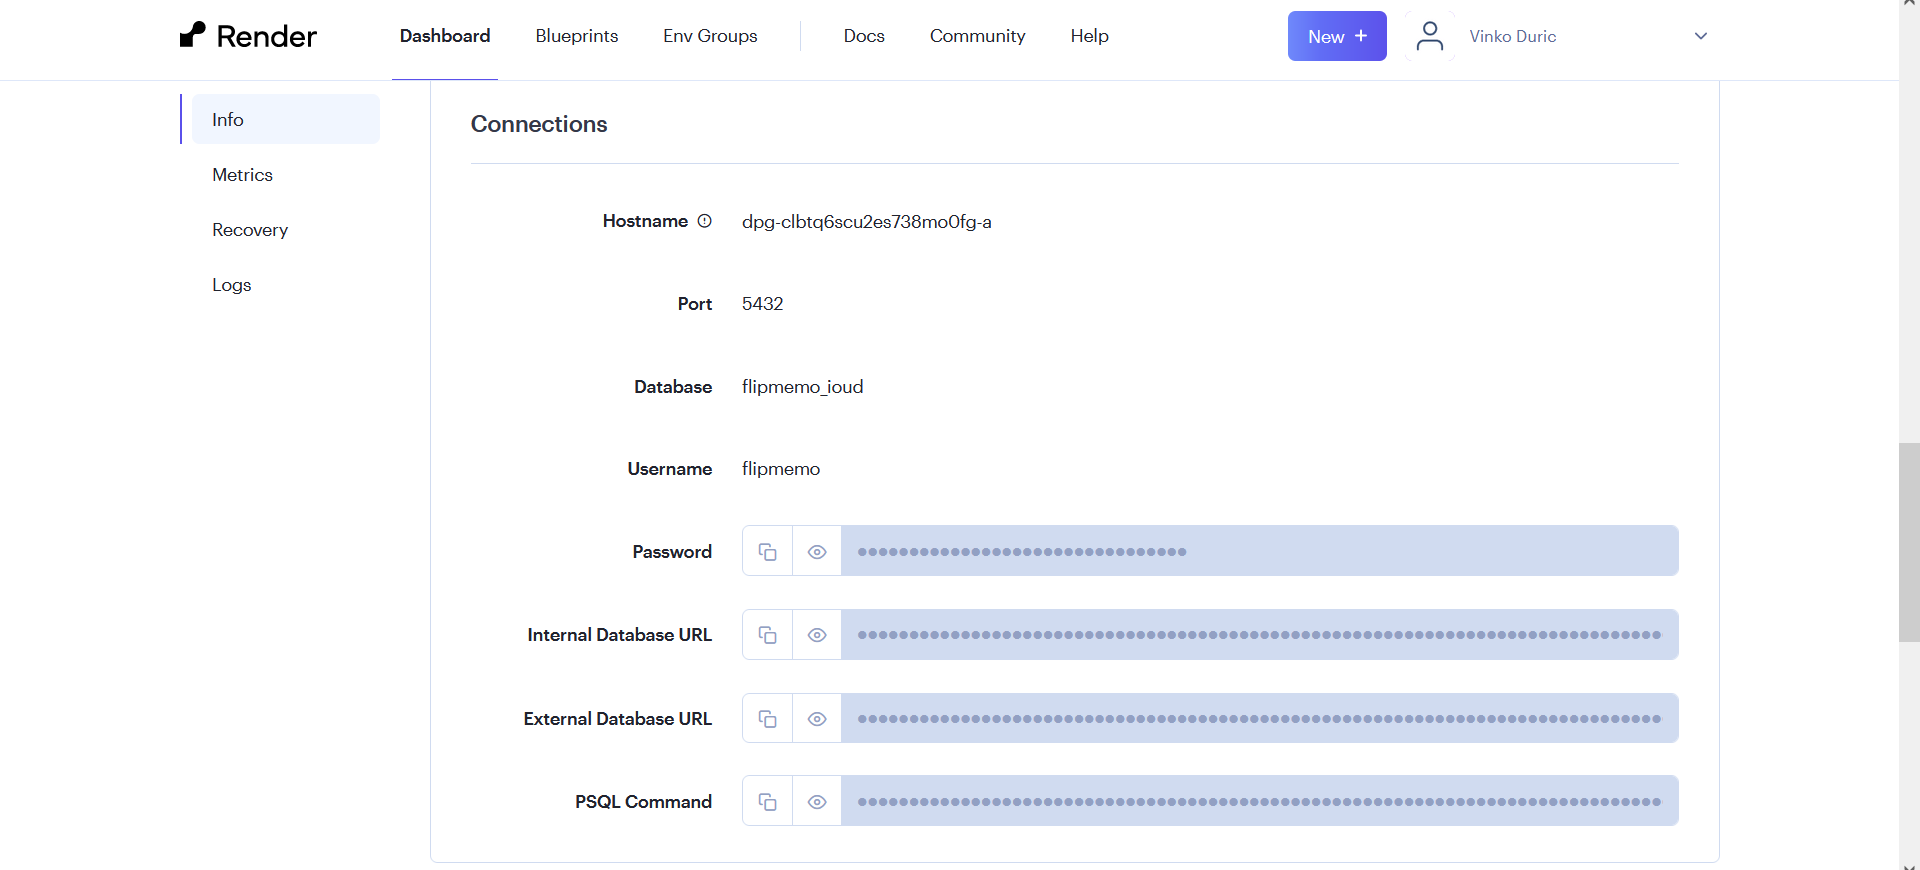 Render
Dashboard
Blueprints
Env Groups
Docs
Community
Help
New +
Vinko Duric
Info
Metrics
Recovery
Logs
Connections
Hostname dpg-clbtq6scu2es738mo0fg-a
Port 5432
Database flipmemo_ioud
Username flipmemo
Password ••••••••••••••••••••••••••••••••
Internal Database URL ••••••••••••••••••••••••••••••••••••••••••••••••••••••••••••••••••••••••••••••
External Database URL ••••••••••••••••••••••••••••••••••••••••••••••••••••••••••••••••••••••••••••••
PSQL Command ••••••••••••••••••••••••••••••••••••••••••••••••••••••••••••••••••••••••••••••